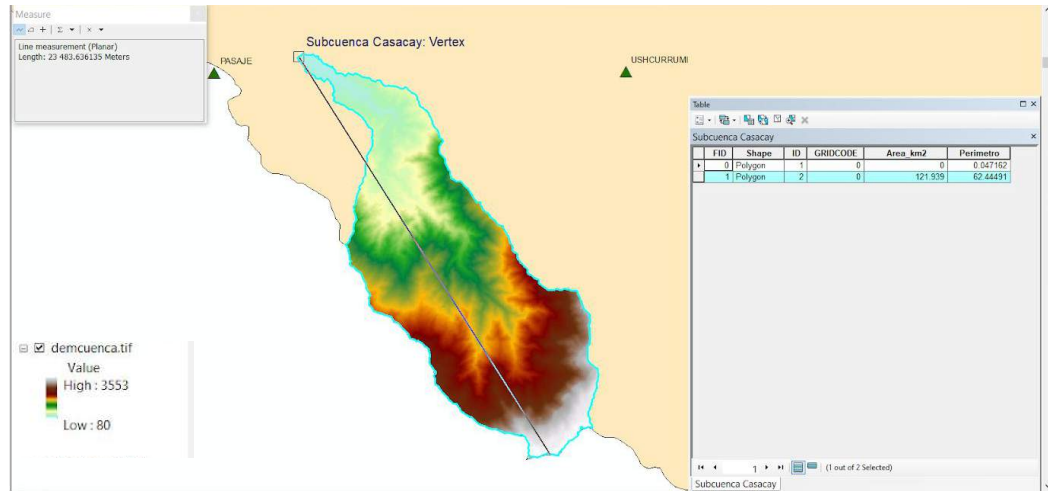 Measure
Line measurement (Planar)
Length: 23 483.636135 Meters
Subcuenca Casacay: Vertex
PASAJE
USHCURRUMI
Table
Subcuenca Casacay
FID Shape ID GRIDCODE Area_km2 Perimetro
0 Polygon 1 0 0 0.047162
1 Polygon 2 0 121.939 62.44491
demcuenca.tif
Value
High : 3553
Low : 80
1
(1 out of 2 Selected)
Subcuenca Casacay